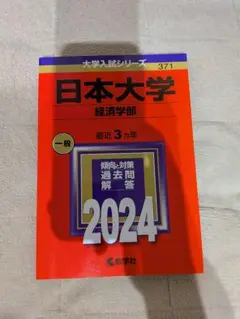 大学入試シリーズ
371
日本大学
経済学部
最近3ヵ年
一般
傾向と対策
過去問
解答
2024
教学社